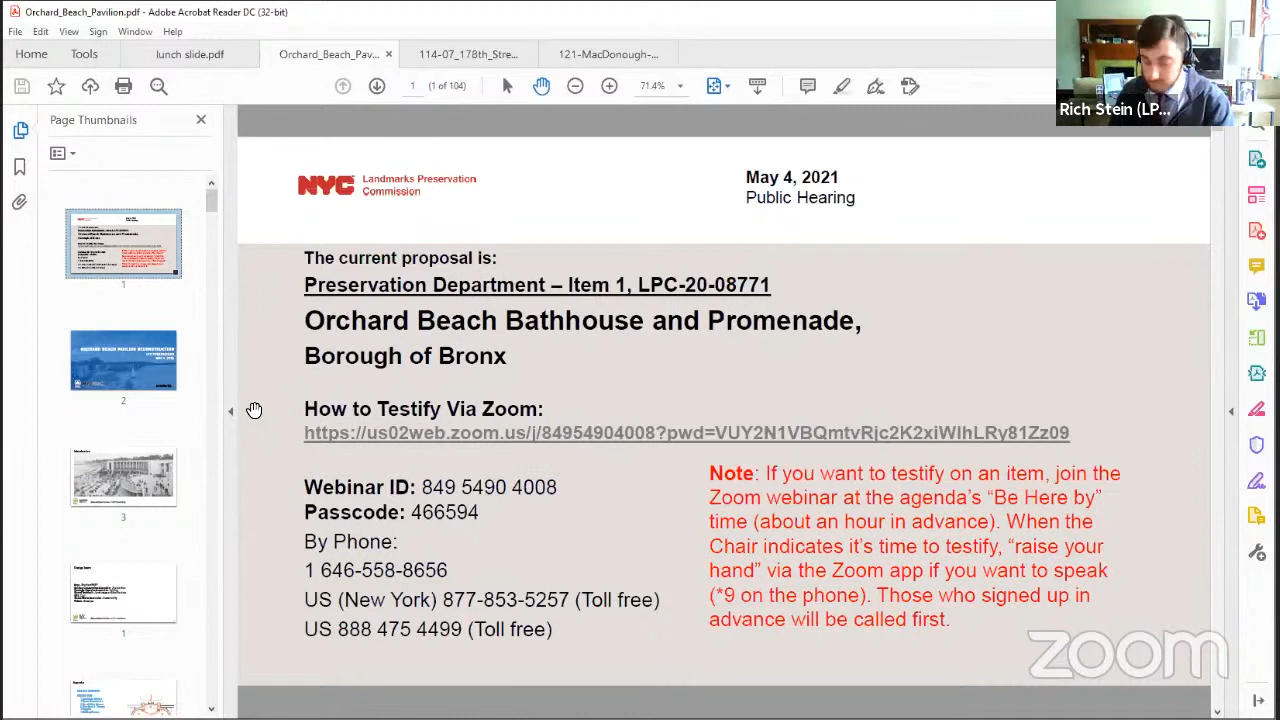 Orchard_Beach_Pavilion.pdf - Adobe Acrobat Reader DC (32-bit)
File Edit View Sign Window Help
Home Tools lunch slide.pdf Orchard_Beach_Pav... × 4-07_178th_Stre... 121-MacDonough-...
1 (1 of 104) 71.4%
Rich Stein (LP...
Page Thumbnails
1
2
3
NYC Landmarks Preservation
Commission
May 4, 2021
Public Hearing
The current proposal is:
Preservation Department – Item 1, LPC-20-08771
Orchard Beach Bathhouse and Promenade,
Borough of Bronx
How to Testify Via Zoom:
https://us02web.zoom.us/j/84954904008?pwd=VUY2N1VBQmtvRjc2K2xiWlhLRy81Zz09
Webinar ID: 849 5490 4008
Passcode: 466594
By Phone:
1 646-558-8656
US (New York) 877-853-5257 (Toll free)
US 888 475 4499 (Toll free)
Note: If you want to testify on an item, join the
Zoom webinar at the agenda's “Be Here by”
time (about an hour in advance). When the
Chair indicates it's time to testify, “raise your
hand” via the Zoom app if you want to speak
(*9 on the phone). Those who signed up in
advance will be called first.
zoom